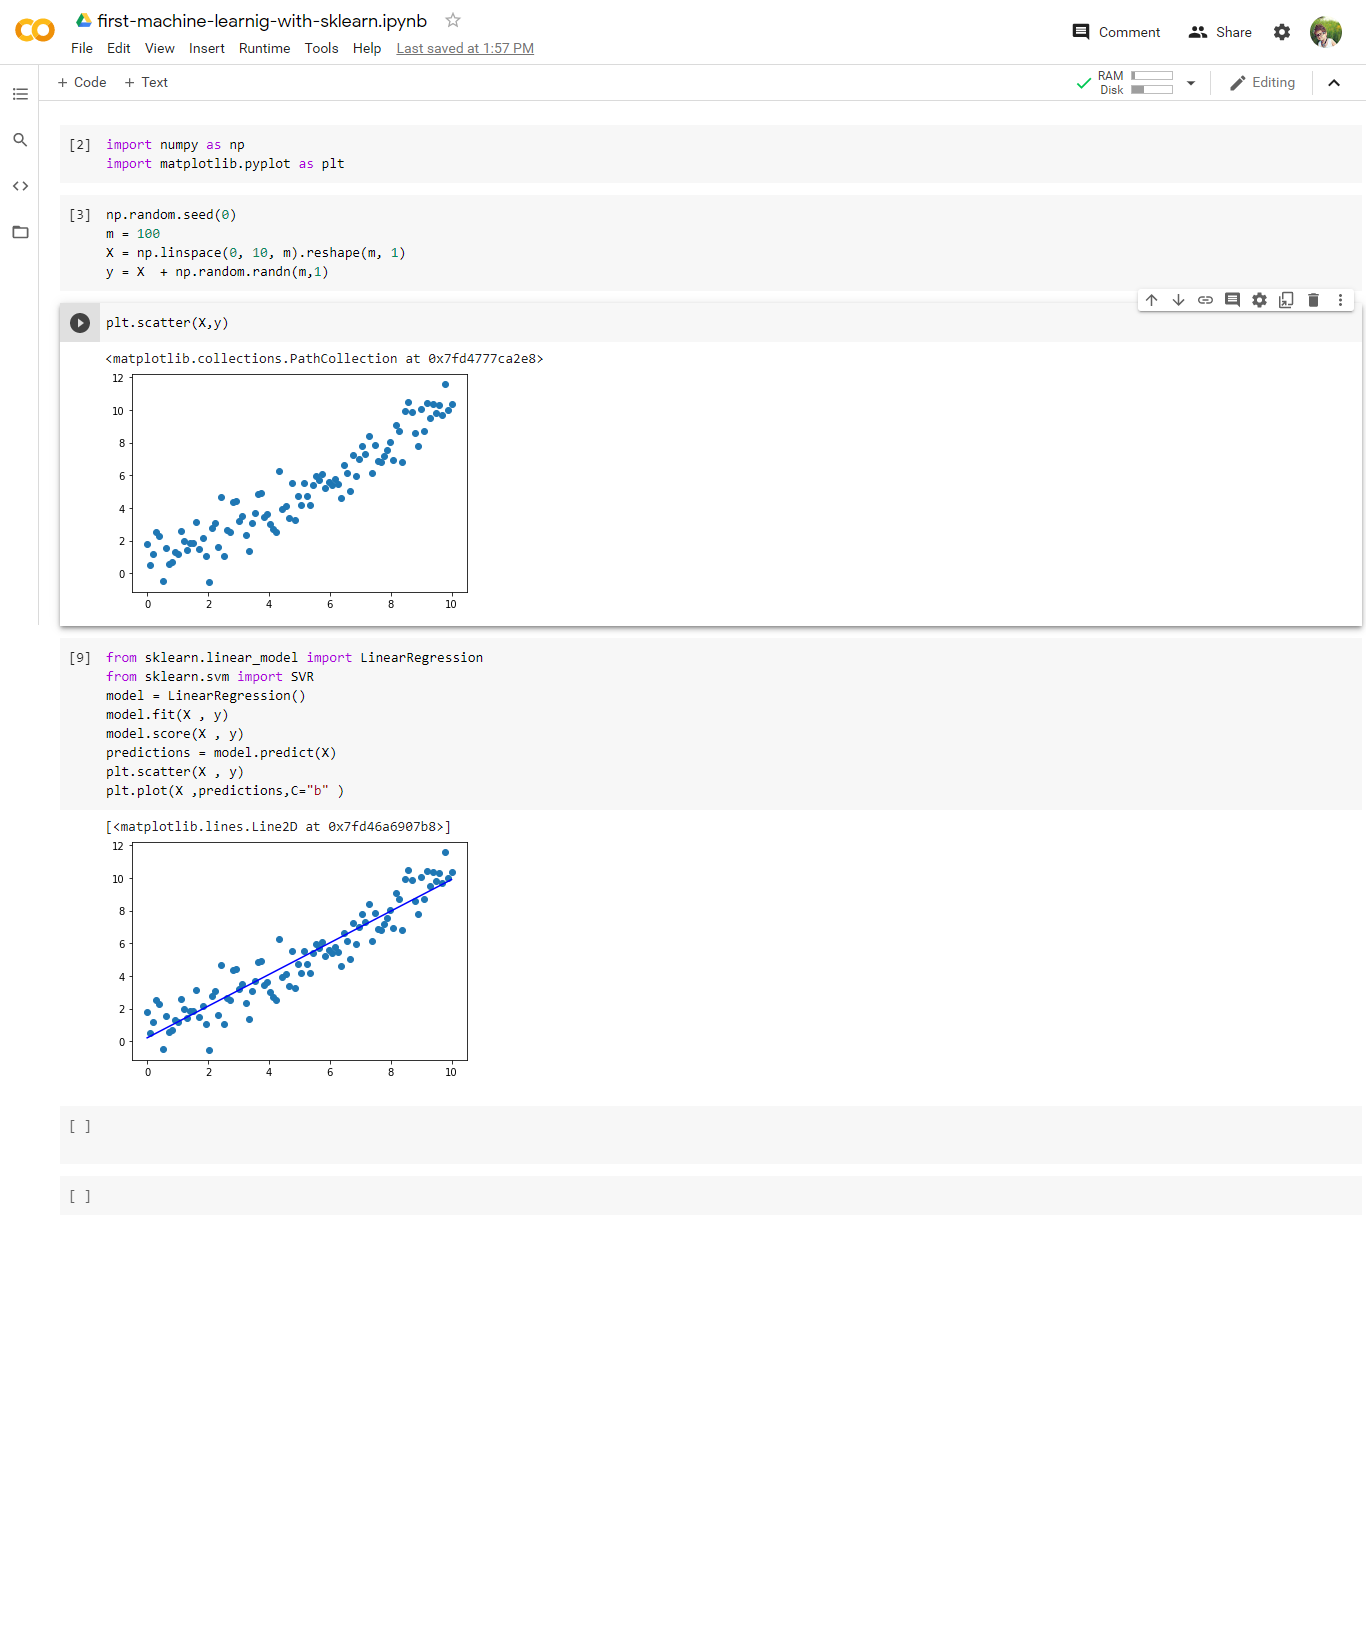 first-machine-learnig-with-sklearn.ipynb
File Edit View Insert Runtime Tools Help Last saved at 1:57 PM
Comment Share
+ Code + Text
RAM
Disk
Editing
[2] import numpy as np
import matplotlib.pyplot as plt
[3] np.random.seed(0)
m = 100
X = np.linspace(0, 10, m).reshape(m, 1)
y = X  + np.random.randn(m,1)
plt.scatter(X,y)
<matplotlib.collections.PathCollection at 0x7fd4777ca2e8>
12
10
8
6
4
2
0
0 2 4 6 8 10
[9] from sklearn.linear_model import LinearRegression
from sklearn.svm import SVR
model = LinearRegression()
model.fit(X , y)
model.score(X , y)
predictions = model.predict(X)
plt.scatter(X , y)
plt.plot(X ,predictions,C="b" )
[<matplotlib.lines.Line2D at 0x7fd46a6907b8>]
12
10
8
6
4
2
0
0 2 4 6 8 10
[ ]
[ ]